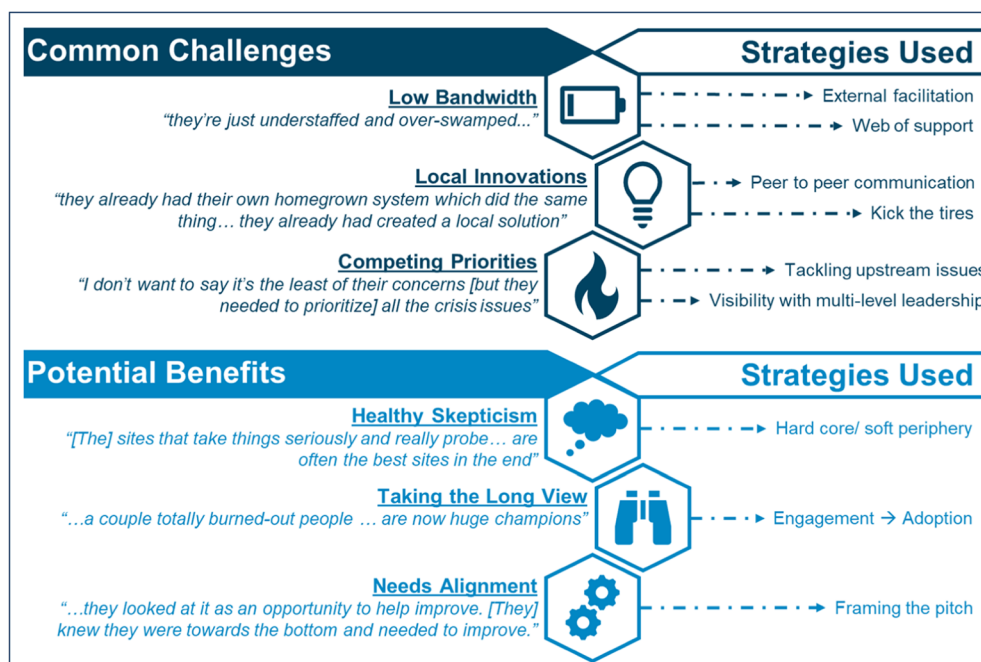 Common Challenges
Strategies Used
Low Bandwidth
“they’re just understaffed and over-swamped...”
External facilitation
Web of support
Local Innovations
“they already had their own homegrown system which did the same
thing… they already had created a local solution”
Peer to peer communication
Kick the tires
Competing Priorities
“I don’t want to say it’s the least of their concerns [but they
needed to prioritize] all the crisis issues”
Tackling upstream issues
Visibility with multi-level leadership
Potential Benefits
Strategies Used
Healthy Skepticism
“[The] sites that take things seriously and really probe… are
often the best sites in the end”
Hard core/ soft periphery
Taking the Long View
“…a couple totally burned-out people … are now huge champions”
Engagement → Adoption
Needs Alignment
“…they looked at it as an opportunity to help improve. [They]
knew they were towards the bottom and needed to improve.”
Framing the pitch